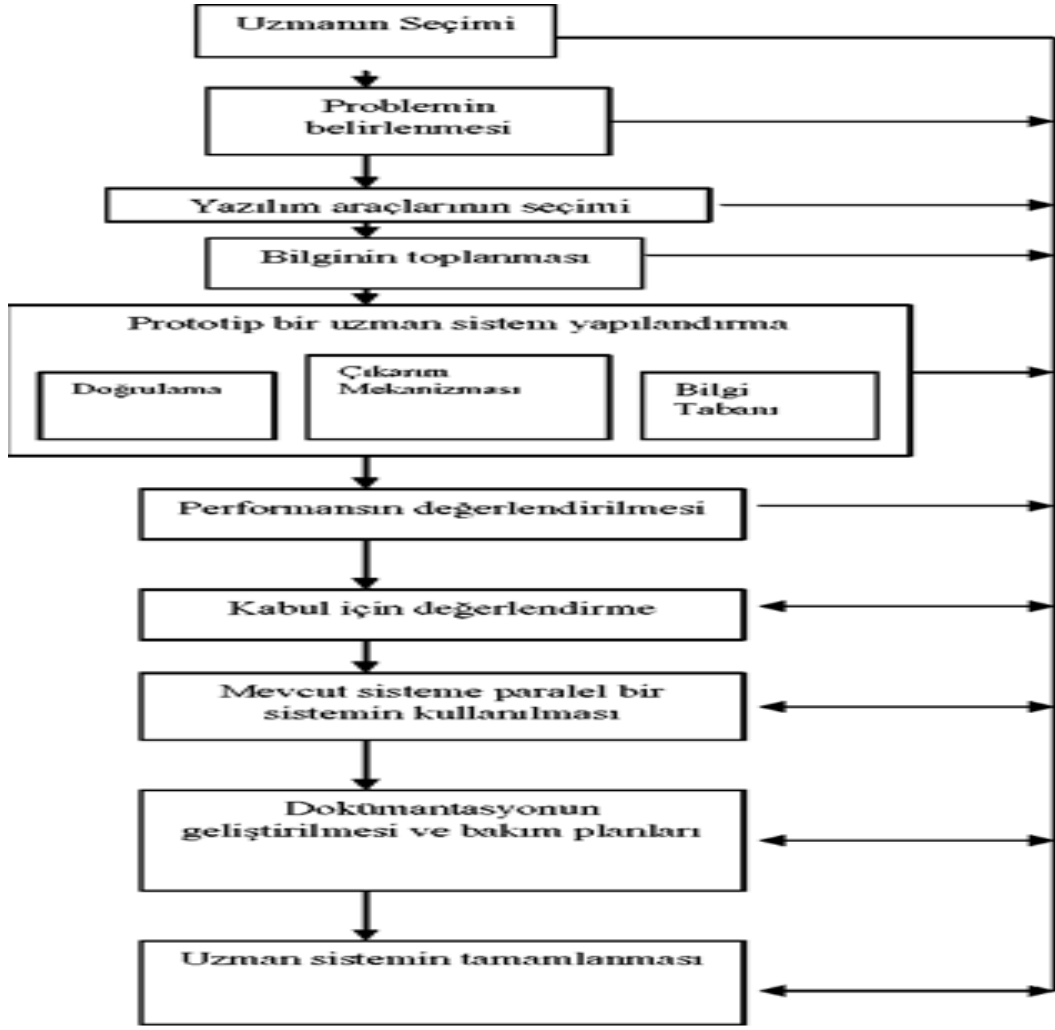 Uzmanın Seçimi
Problemin
belirlenmesi
Yazılım araçlarının seçimi
Bilginin toplanması
Prototip bir uzman sistem yapılandırma
Doğrulama
Çıkarım
Mekanizması
Bilgi
Tabanı
Performansın değerlendirilmesi
Kabul için değerlendirme
Mevcut sisteme paralel bir
sistemin kullanılması
Dokümantasyonun
geliştirilmesi ve bakım planları
Uzman sistemin tamamlanması